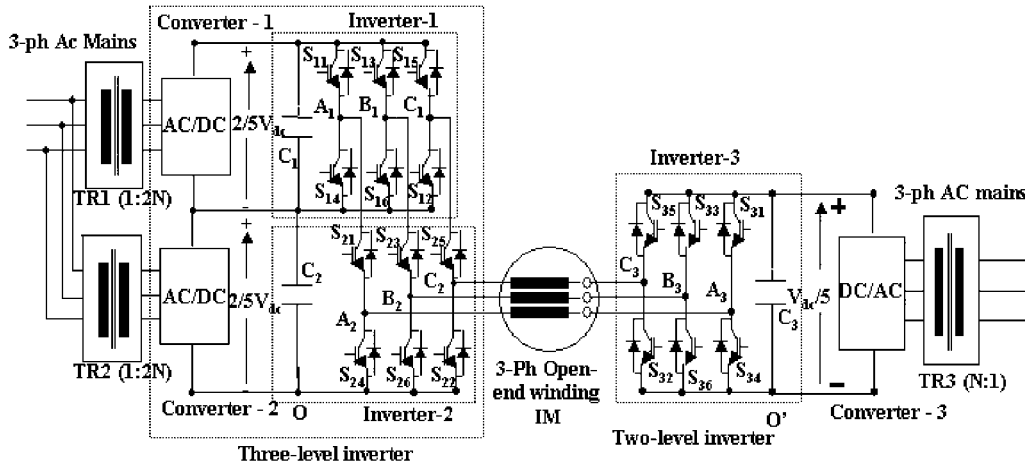 3-ph Ac Mains
Converter - 1
Inverter-1
S11
S13
S15
A1
B1
C1
AC/DC
2/5Vdc
C1
S14
S16
S12
TR1 (1:2N)
+
-
S21
S23
S25
C2
AC/DC
2/5Vdc
+
-
A2
B2
C2
S24
S26
S22
TR2 (1:2N)
Converter - 2
O
Inverter-2
Three-level inverter
3-Ph Open-
end winding
IM
Inverter-3
S35
S33
S31
C3
B3
A3
S32
S36
S34
C3
+
Vdc/5
-
O'
DC/AC
3-ph AC mains
TR3 (N:1)
Converter - 3
Two-level inverter